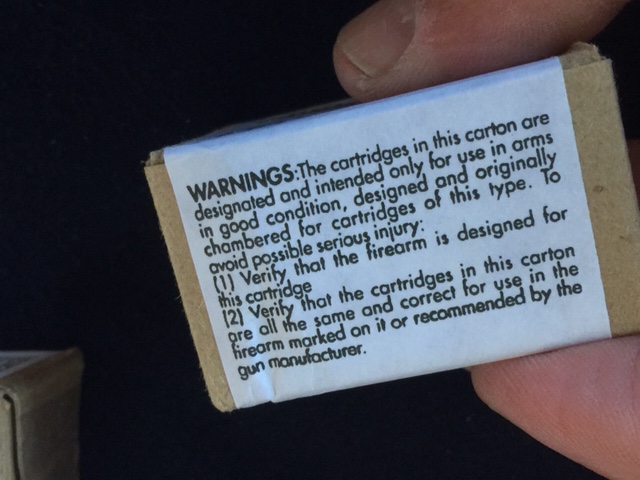 WARNINGS:The cartridges in this carton are
designated and intended only for use in arms
in good condition, designed and originally
chambered for cartridges of this type. To
avoid possible serious injury:
(1) Verify that the firearm is designed for
this cartridge
(2) Verify that the cartridges in this carton
are all the same and correct for use in the
firearm marked on it or recommended by the
gun manufacturer.